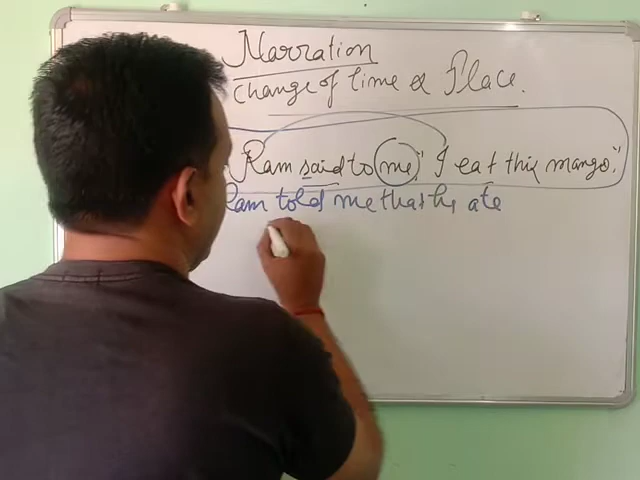 Narration
Change of time & Place.
Ram said to me," I eat this mango."
Ram told me that he ate